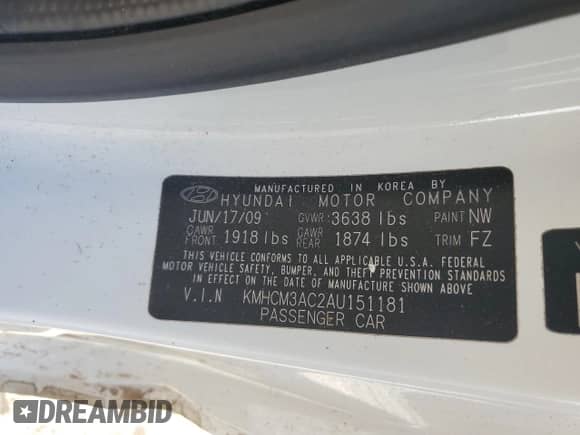 MANUFACTURED IN KOREA BY
HYUNDAI MOTOR COMPANY
JUN/17/09 GVWR 3638 lbs PAINT NW
GAWR FRONT 1918 lbs GAWR REAR 1874 lbs TRIM FZ
THIS VEHICLE CONFORMS TO ALL APPLICABLE U.S.A. FEDERAL
MOTOR VEHICLE SAFETY, BUMPER, AND THEFT PREVENTION STANDARDS
IN EFFECT ON THE DATE OF MANUFACTURE SHOWN ABOVE
V.I.N KMHCM3AC2AU151181
PASSENGER CAR
DREAMBID